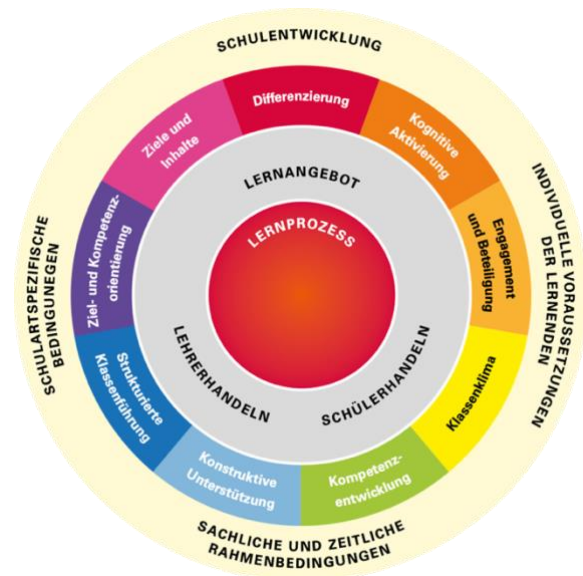 SCHULENTWICKLUNG
Differenzierung
Kognitive
Aktivierung
Engagement
und Beteiligung
Klassenklima
Kompetenz-
entwicklung
Konstruktive
Unterstützung
Strukturierte
Klassenführung
Ziel- und Kompetenz-
orientierung
Ziele und
Inhalte
INDIVIDUELLE VORAUSSETZUNGEN
DER LERNENDEN
SACHLICHE UND ZEITLICHE
RAHMENBEDINGUNGEN
SCHULARTSPEZIFISCHE
BEDINGUNEGEN
LERNANGEBOT
SCHÜLERHANDELN
LEHRERHANDELN
LERNPROZESS